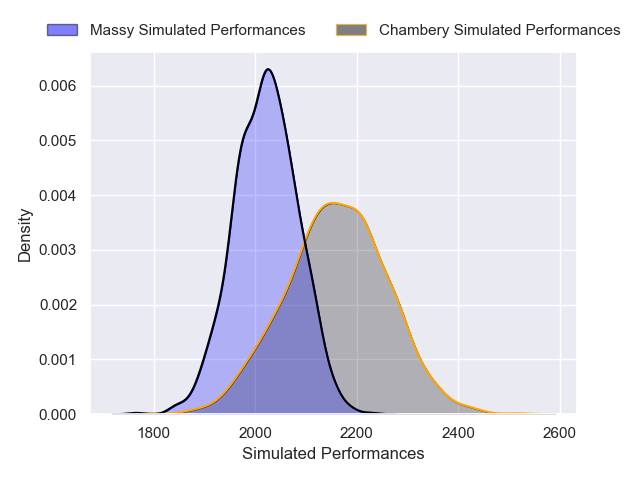 Massy Simulated Performances Chambery Simulated Performances
0.006
0.005
0.004
0.003
0.002
0.001
0.000
Density
1800 2000 2200 2400 2600
Simulated Performances